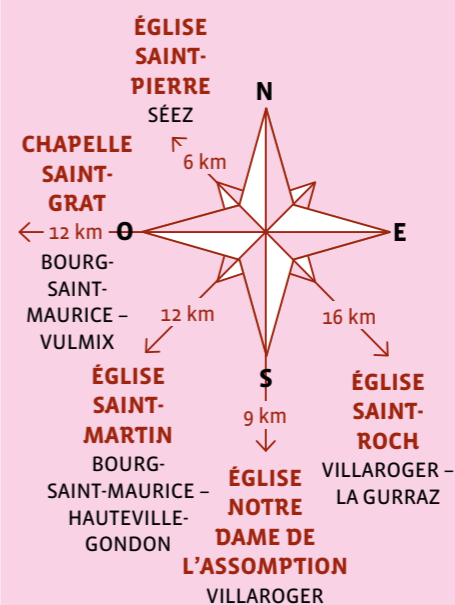 ÉGLISE
SAINT-
PIERRE
SÉEZ
N
6 km
CHAPELLE
SAINT-
GRAT
12 km
O
E
BOURG-
SAINT-
MAURICE –
VULMIX
12 km
16 km
S
ÉGLISE
SAINT-
MARTIN
BOURG-
SAINT-MAURICE –
HAUTEVILLE-
GONDON
9 km
ÉGLISE
NOTRE
DAME DE
L'ASSOMPTION
VILLAROGER
ÉGLISE
SAINT-
ROCH
VILLAROGER –
LA GURRAZ